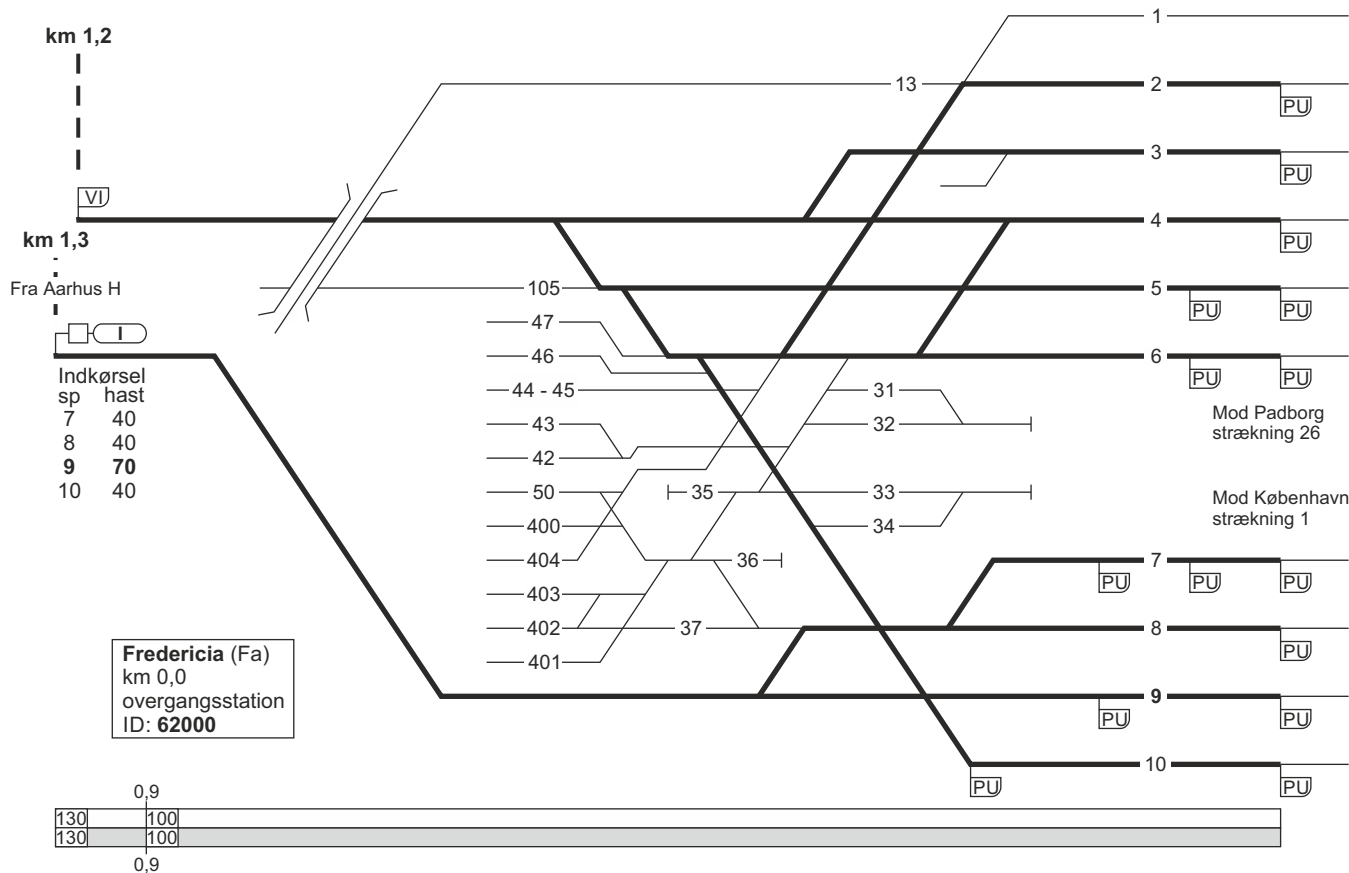 km 1,2
VI
km 1,3
Fra Aarhus H
I
Indkørsel
sp hast
7 40
8 40
9 70
10 40
1
13
2
PU
3
PU
4
PU
105
5
PU PU
47
46
6
PU PU
44 - 45
31
43
32
42
50
35
33
400
34
404
36
403
402
37
401
Mod Padborg
strækning 26
Mod København
strækning 1
7
PU PU PU
8
PU
9
PU PU
10
PU PU
Fredericia (Fa)
km 0,0
overgangsstation
ID: 62000
0,9
130 100
130 100
0,9